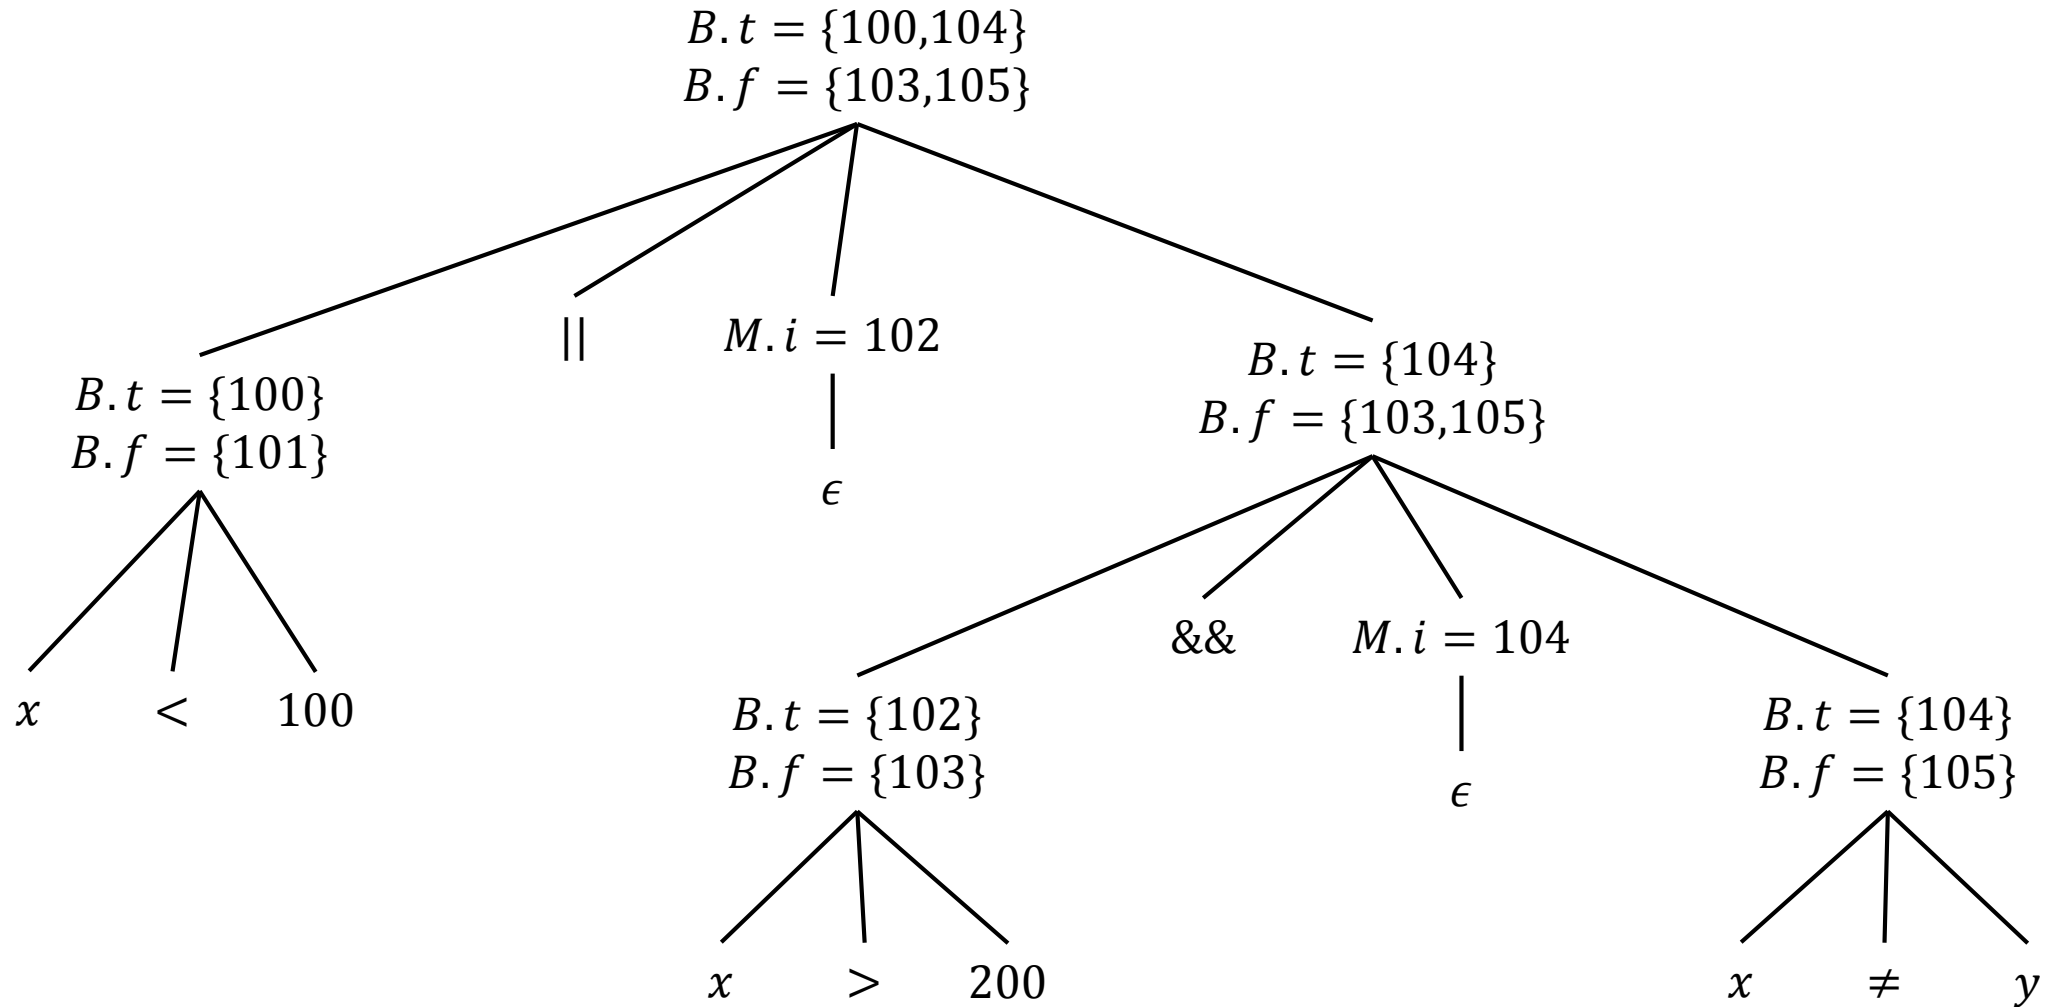 B.t = {100,104}
B.f = {103,105}
||
M.i = 102
B.t = {104}
B.f = {103,105}
B.t = {100}
B.f = {101}
ϵ
&&
M.i = 104
x < 100
B.t = {102}
B.f = {103}
B.t = {104}
B.f = {105}
ϵ
x > 200
x ≠ y